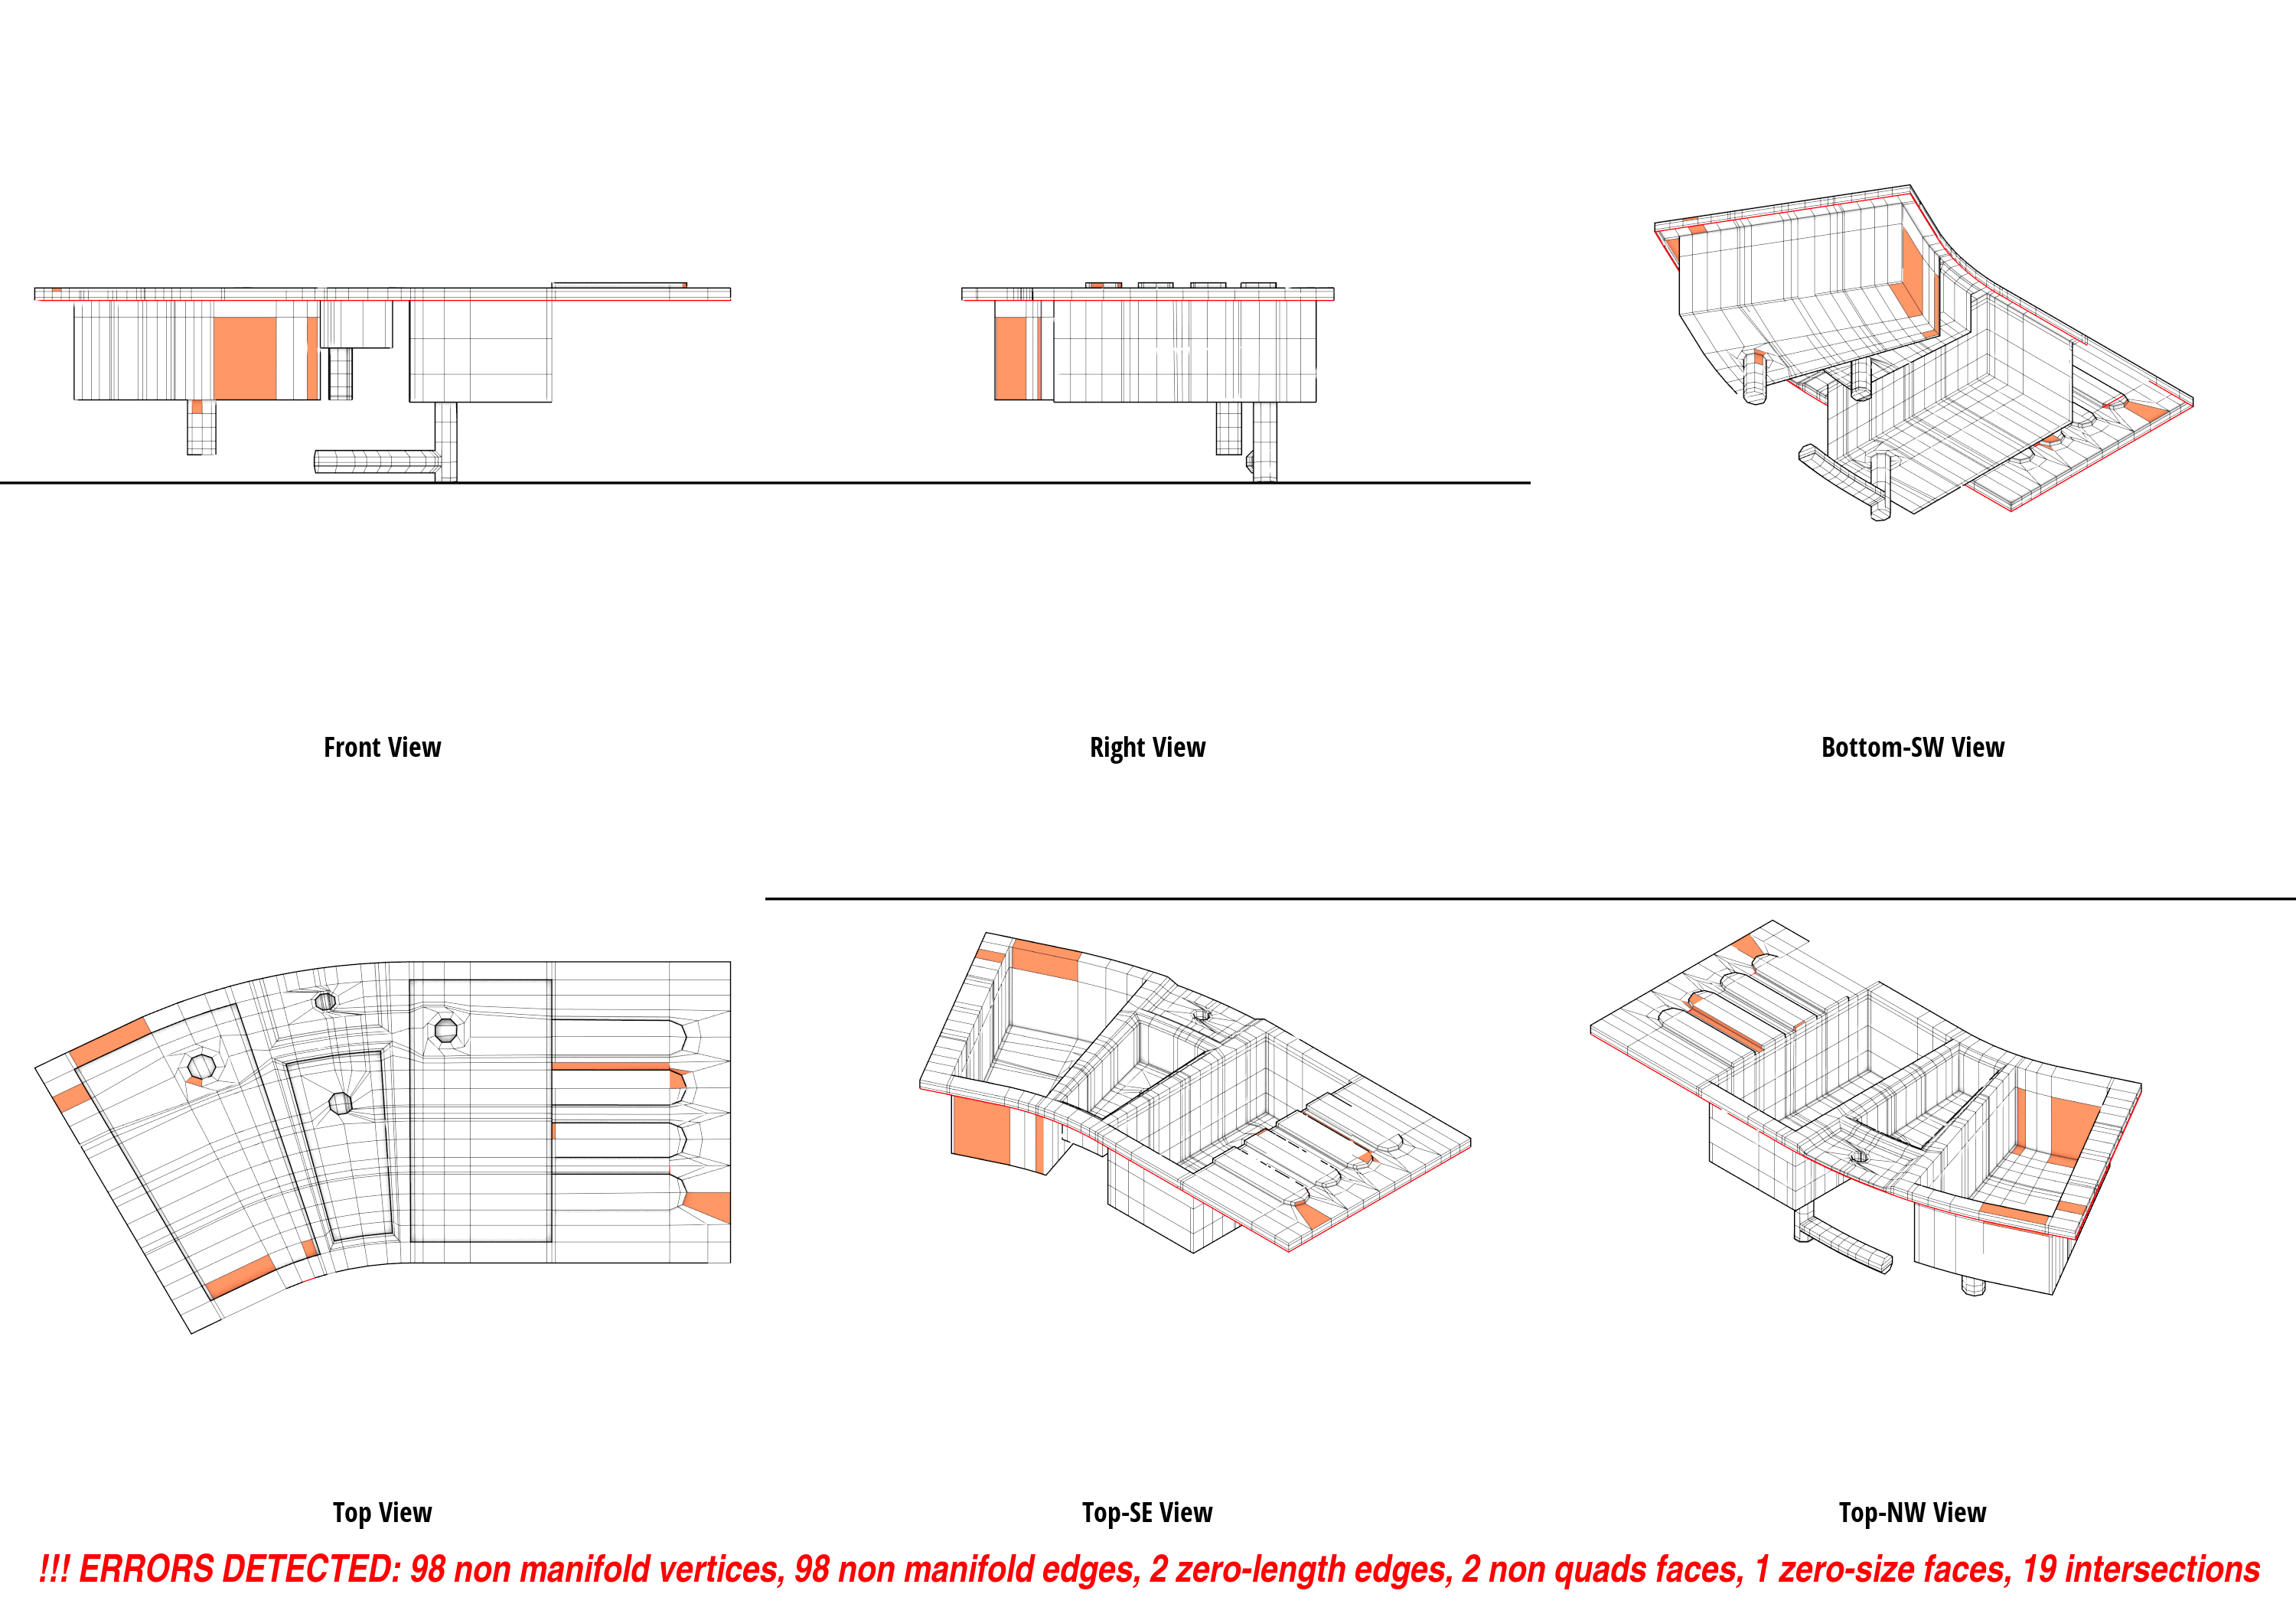 Front View
Right View
Bottom-SW View
Top View
Top-SE View
Top-NW View
!!! ERRORS DETECTED: 98 non manifold vertices, 98 non manifold edges, 2 zero-length edges, 2 non quads faces, 1 zero-size faces, 19 intersections